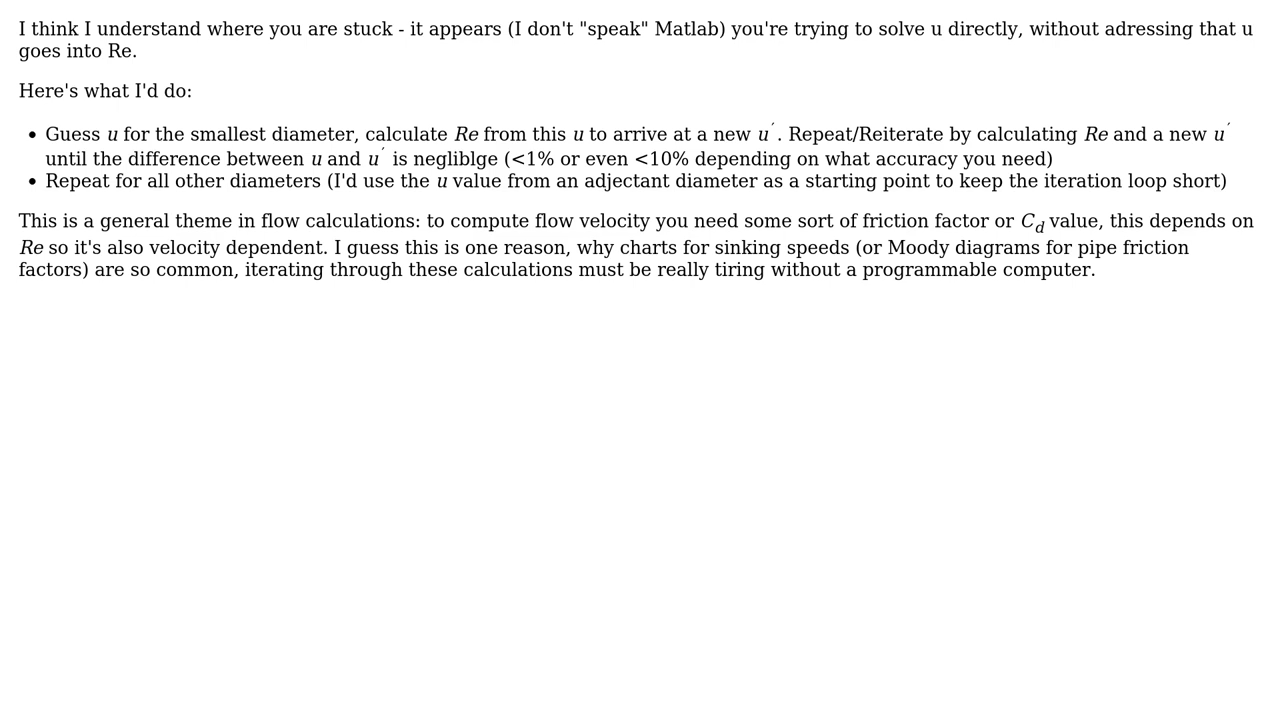 I think I understand where you are stuck - it appears (I don't "speak" Matlab) you're trying to solve u directly, without adressing that u
goes into Re.
Here's what I'd do:
• Guess u for the smallest diameter, calculate Re from this u to arrive at a new u′. Repeat/Reiterate by calculating Re and a new u′
until the difference between u and u′ is negliblge (<1% or even <10% depending on what accuracy you need)
• Repeat for all other diameters (I'd use the u value from an adjectant diameter as a starting point to keep the iteration loop short)
This is a general theme in flow calculations: to compute flow velocity you need some sort of friction factor or C_d value, this depends on
Re so it's also velocity dependent. I guess this is one reason, why charts for sinking speeds (or Moody diagrams for pipe friction
factors) are so common, iterating through these calculations must be really tiring without a programmable computer.